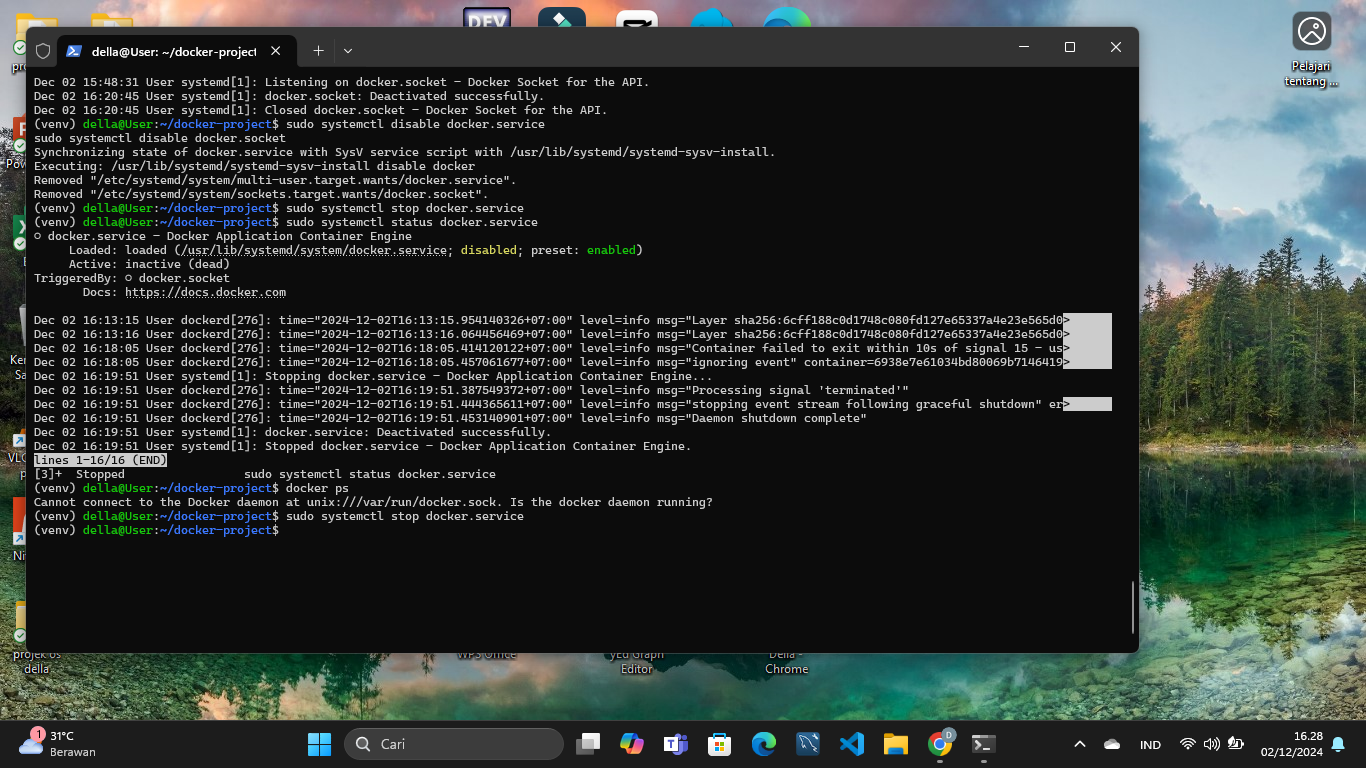 DEV
Pelajari
tentang ...
della@User: ~/docker-project
Dec 02 15:48:31 User systemd[1]: Listening on docker.socket - Docker Socket for the API.
Dec 02 16:20:45 User systemd[1]: docker.socket: Deactivated successfully.
Dec 02 16:20:45 User systemd[1]: Closed docker.socket - Docker Socket for the API.
(venv) della@User:~/docker-project$ sudo systemctl disable docker.service
sudo systemctl disable docker.socket
Synchronizing state of docker.service with SysV service script with /usr/lib/systemd/systemd-sysv-install.
Executing: /usr/lib/systemd/systemd-sysv-install disable docker
Removed "/etc/systemd/system/multi-user.target.wants/docker.service".
Removed "/etc/systemd/system/sockets.target.wants/docker.socket".
(venv) della@User:~/docker-project$ sudo systemctl stop docker.service
(venv) della@User:~/docker-project$ sudo systemctl status docker.service
○ docker.service - Docker Application Container Engine
Loaded: loaded (/usr/lib/systemd/system/docker.service; disabled; preset: enabled)
Active: inactive (dead)
TriggeredBy: ○ docker.socket
Docs: https://docs.docker.com
Dec 02 16:13:15 User dockerd[276]: time="2024-12-02T16:13:15.954140326+07:00" level=info msg="Layer sha256:6cff188c0d1748c080fd127e65337a4e23e565d0>
Dec 02 16:13:16 User dockerd[276]: time="2024-12-02T16:13:16.064456469+07:00" level=info msg="Layer sha256:6cff188c0d1748c080fd127e65337a4e23e565d0>
Dec 02 16:18:05 User dockerd[276]: time="2024-12-02T16:18:05.414120122+07:00" level=info msg="Container failed to exit within 10s of signal 15 - us>
Dec 02 16:18:05 User dockerd[276]: time="2024-12-02T16:18:05.457061677+07:00" level=info msg="ignoring event" container=6938e7e61034bd80069b7146419>
Dec 02 16:19:51 User systemd[1]: Stopping docker.service - Docker Application Container Engine...
Dec 02 16:19:51 User dockerd[276]: time="2024-12-02T16:19:51.387549372+07:00" level=info msg="Processing signal 'terminated'"
Dec 02 16:19:51 User dockerd[276]: time="2024-12-02T16:19:51.444365611+07:00" level=info msg="stopping event stream following graceful shutdown" er>
Dec 02 16:19:51 User dockerd[276]: time="2024-12-02T16:19:51.453140901+07:00" level=info msg="Daemon shutdown complete"
Dec 02 16:19:51 User systemd[1]: docker.service: Deactivated successfully.
Dec 02 16:19:51 User systemd[1]: Stopped docker.service - Docker Application Container Engine.
lines 1-16/16 (END)
[3]+  Stopped                 sudo systemctl status docker.service
(venv) della@User:~/docker-project$ docker ps
Cannot connect to the Docker daemon at unix:///var/run/docker.sock. Is the docker daemon running?
(venv) della@User:~/docker-project$ sudo systemctl stop docker.service
(venv) della@User:~/docker-project$
projek os
della
WPS Office
yEd Graph
Editor
Della -
Chrome
1
31°C
Berawan
Cari
D
IND
16.28
02/12/2024